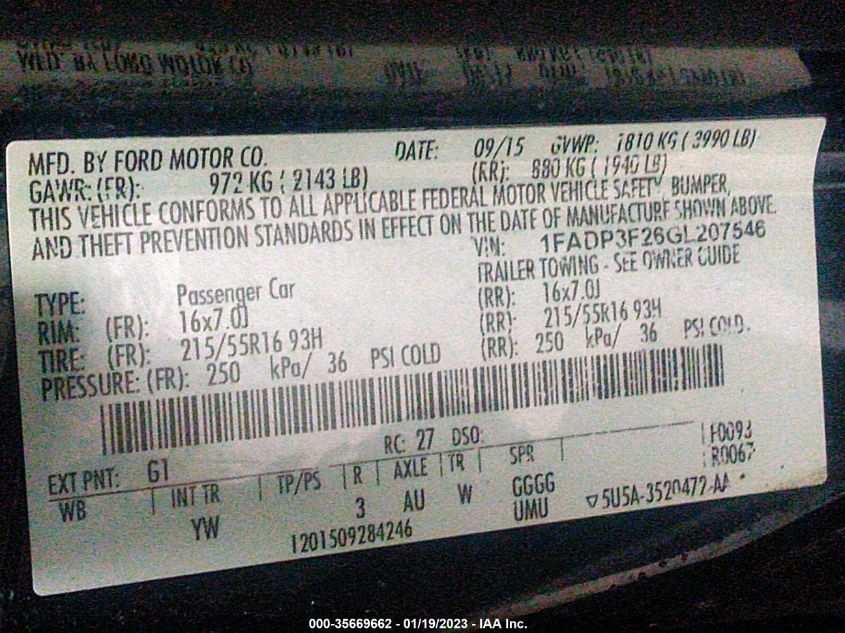 MFD. BY FORD MOTOR CO. DATE: 09/15 GVWR: 1810 KG ( 3990 LB)
GAWR: (FR): 972 KG ( 2143 LB) (RR): 880 KG ( 1940 LB)
THIS VEHICLE CONFORMS TO ALL APPLICABLE FEDERAL MOTOR VEHICLE SAFETY, BUMPER,
AND THEFT PREVENTION STANDARDS IN EFFECT ON THE DATE OF MANUFACTURE SHOWN ABOVE.
VIN: 1FADP3F26GL207546
TYPE: Passenger Car TRAILER TOWING - SEE OWNER GUIDE
RIM: (FR): 16x7.0J (RR): 16x7.0J
TIRE: (FR): 215/55R16 93H (RR): 215/55R16 93H
PRESSURE: (FR): 250 kPa/ 36 PSI COLD (RR): 250 kPa/ 36 PSI COLD.
RC: 27 DSO:
EXT PNT: G1 F0093
WB INT TR TP/PS R AXLE TR SPR R0067
YW 3 AU W GGGG
UMU
1201509284246 5U5A-3520472-AA
000-35669662 - 01/19/2023 - IAA Inc.